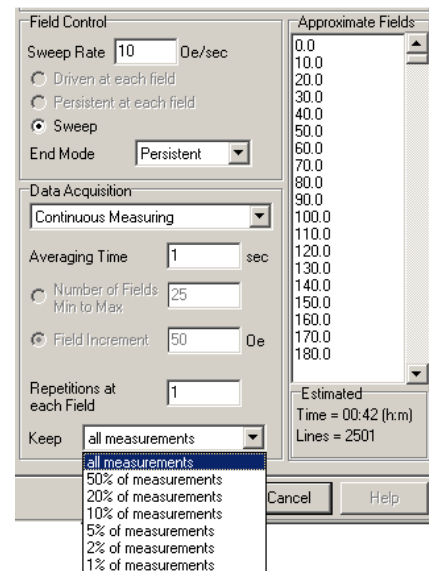 Field Control
Sweep Rate 10 Oe/sec
Driven at each field
Persistent at each field
Sweep
End Mode Persistent
Data Acquisition
Continuous Measuring
Averaging Time 1 sec
Number of Fields
Min to Max
25
Field Increment 50 Oe
Repetitions at
each Field
1
Keep all measurements
all measurements
50% of measurements
20% of measurements
10% of measurements
5% of measurements
2% of measurements
1% of measurements
Approximate Fields
0.0
10.0
20.0
30.0
40.0
50.0
60.0
70.0
80.0
90.0
100.0
110.0
120.0
130.0
140.0
150.0
160.0
170.0
180.0
Estimated
Time = 00:42 (h:m)
Lines = 2501
Cancel
Help